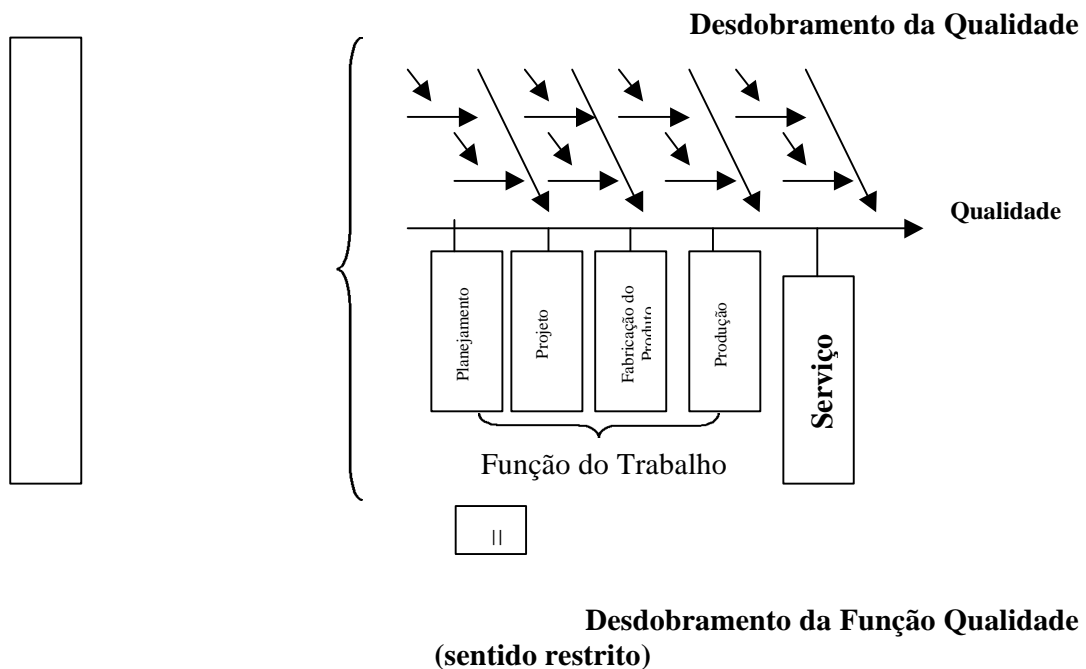 Desdobramento da Qualidade
Qualidade
Planejamento
Projeto
Fabricação do
Produto
Produção
Serviço
Função do Trabalho
||
Desdobramento da Função Qualidade
(sentido restrito)